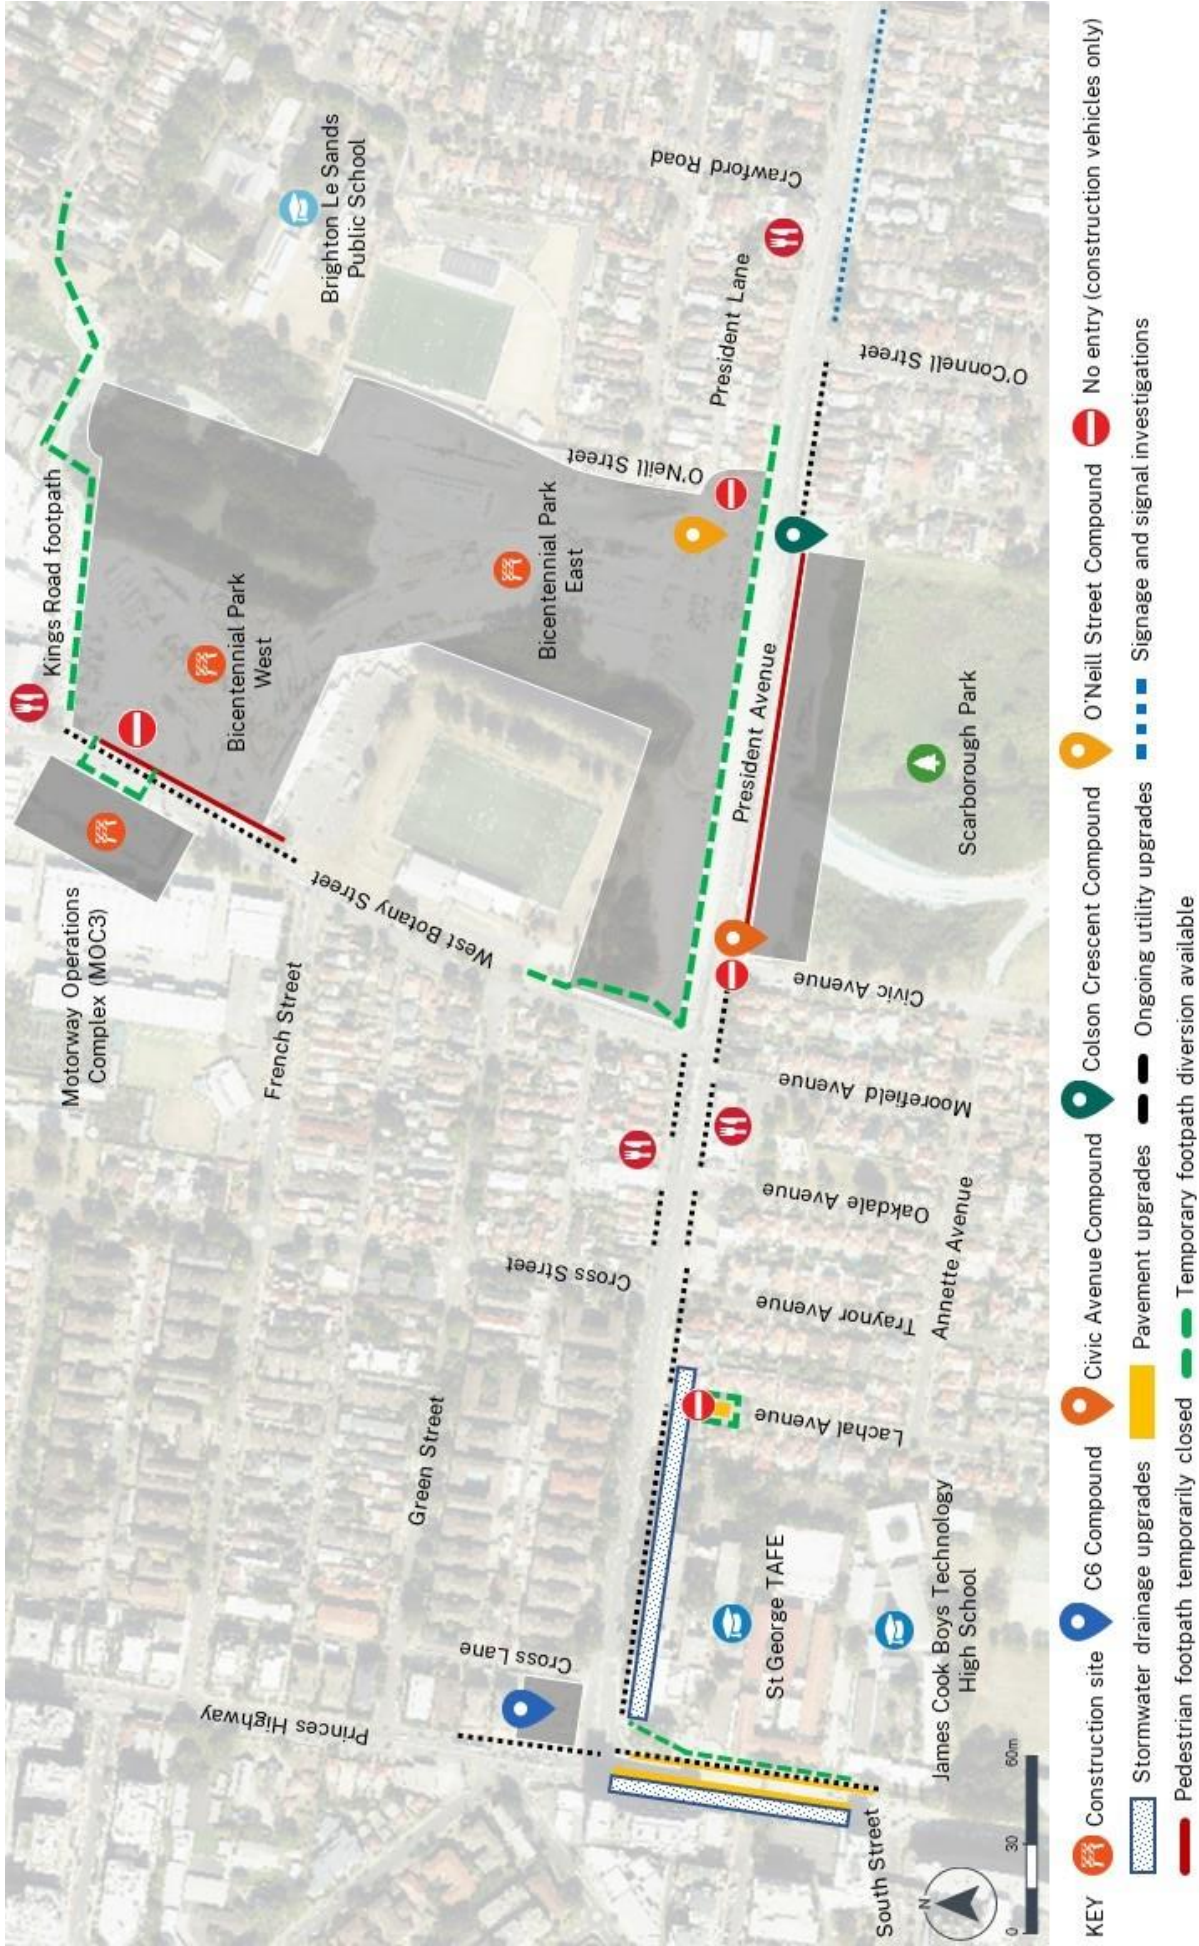 Kings Road footpath
Brighton Le Sands
Public School
Motorway Operations
Complex (MOC3)
Bicentennial Park
West
Bicentennial Park
East
O'Neill Street
President Lane
Crawford Road
O'Connell Street
West Botany Street
French Street
President Avenue
Scarborough Park
Civic Avenue
Moorefield Avenue
Oakdale Avenue
Annette Avenue
Traynor Avenue
Lachal Avenue
Cross Street
Green Street
Cross Lane
Princes Highway
St George TAFE
James Cook Boys Technology
High School
South Street
N
0 30 60m
KEY
Construction site
C6 Compound
Civic Avenue Compound
Colson Crescent Compound
O'Neill Street Compound
No entry (construction vehicles only)
Stormwater drainage upgrades
Pavement upgrades
Ongoing utility upgrades
Signage and signal investigations
Pedestrian footpath temporarily closed
Temporary footpath diversion available